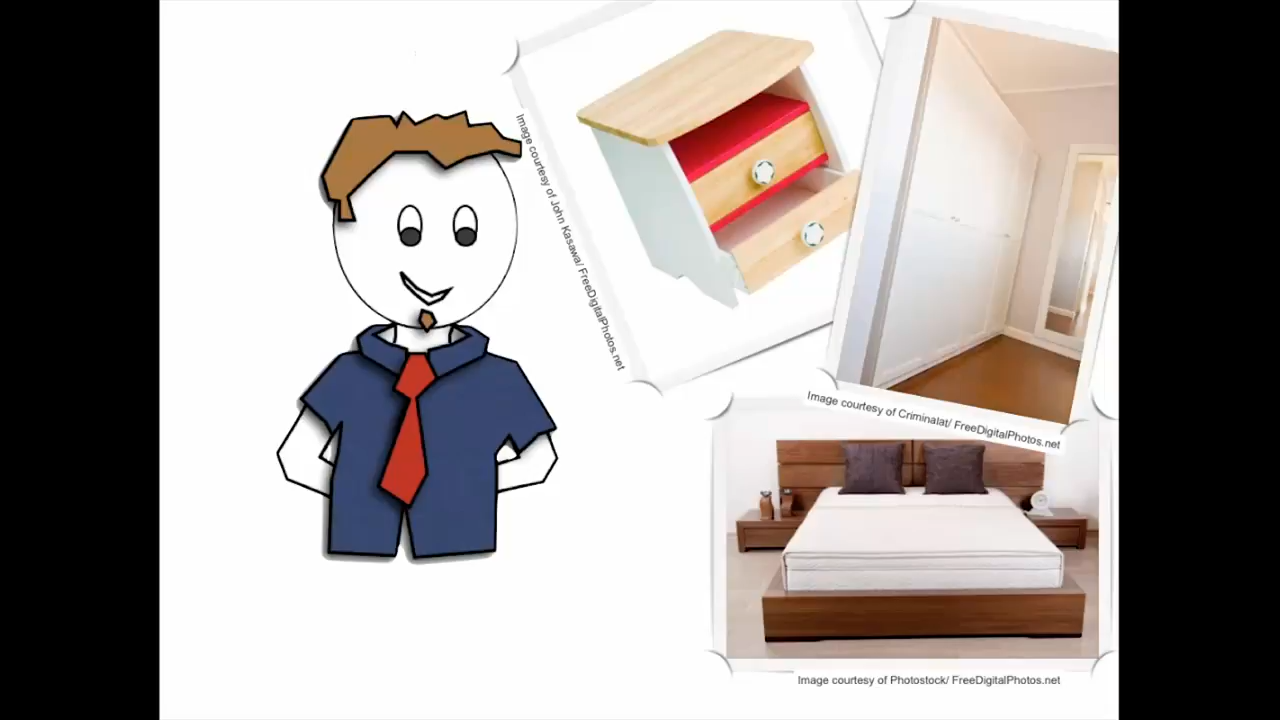 Image courtesy of John Kasawa/ FreeDigitalPhotos.net
Image courtesy of Criminalat/ FreeDigitalPhotos.net
Image courtesy of Photostock/ FreeDigitalPhotos.net